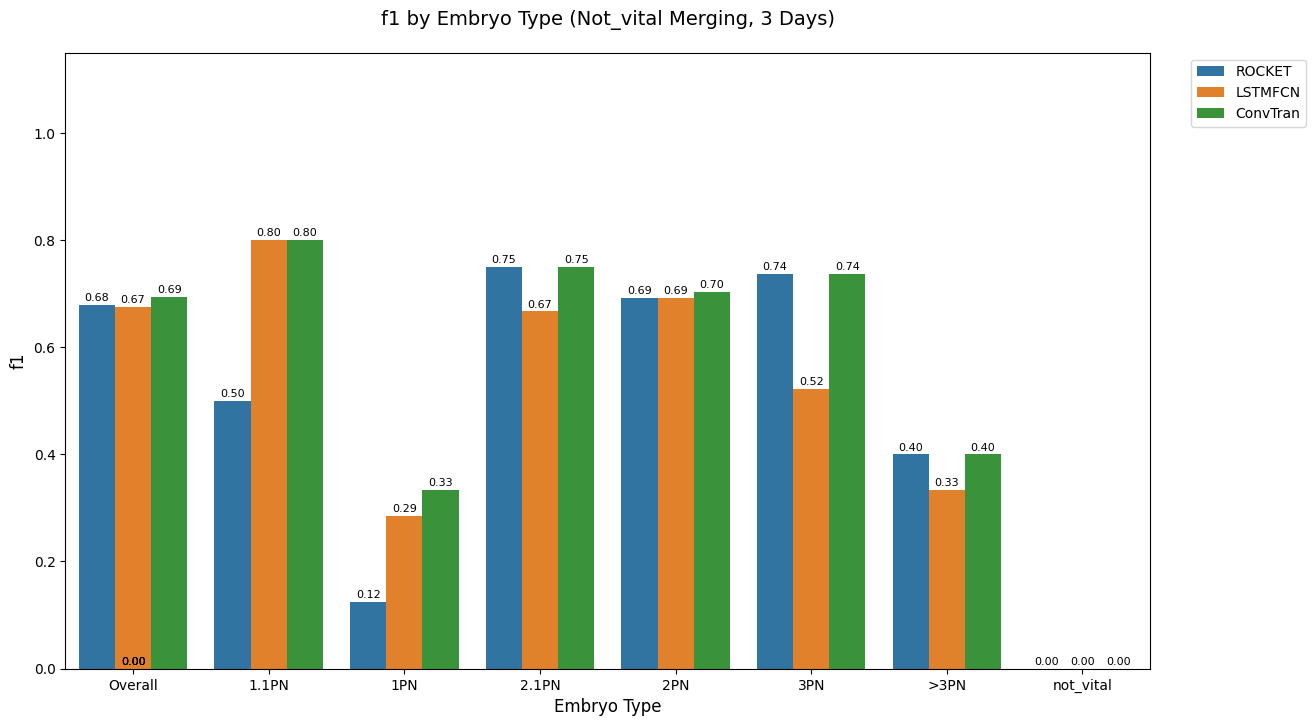 f1 by Embryo Type (Not_vital Merging, 3 Days)
ROCKET
LSTMFCN
ConvTran
f1
1.0
0.8
0.6
0.4
0.2
0.0
0.68 0.67 0.69
0.00
0.50 0.80 0.80
0.12 0.29 0.33
0.75 0.67 0.75
0.69 0.69 0.70
0.74 0.52 0.74
0.40 0.33 0.40
0.00 0.00 0.00
Overall 1.1PN 1PN 2.1PN 2PN 3PN >3PN not_vital
Embryo Type